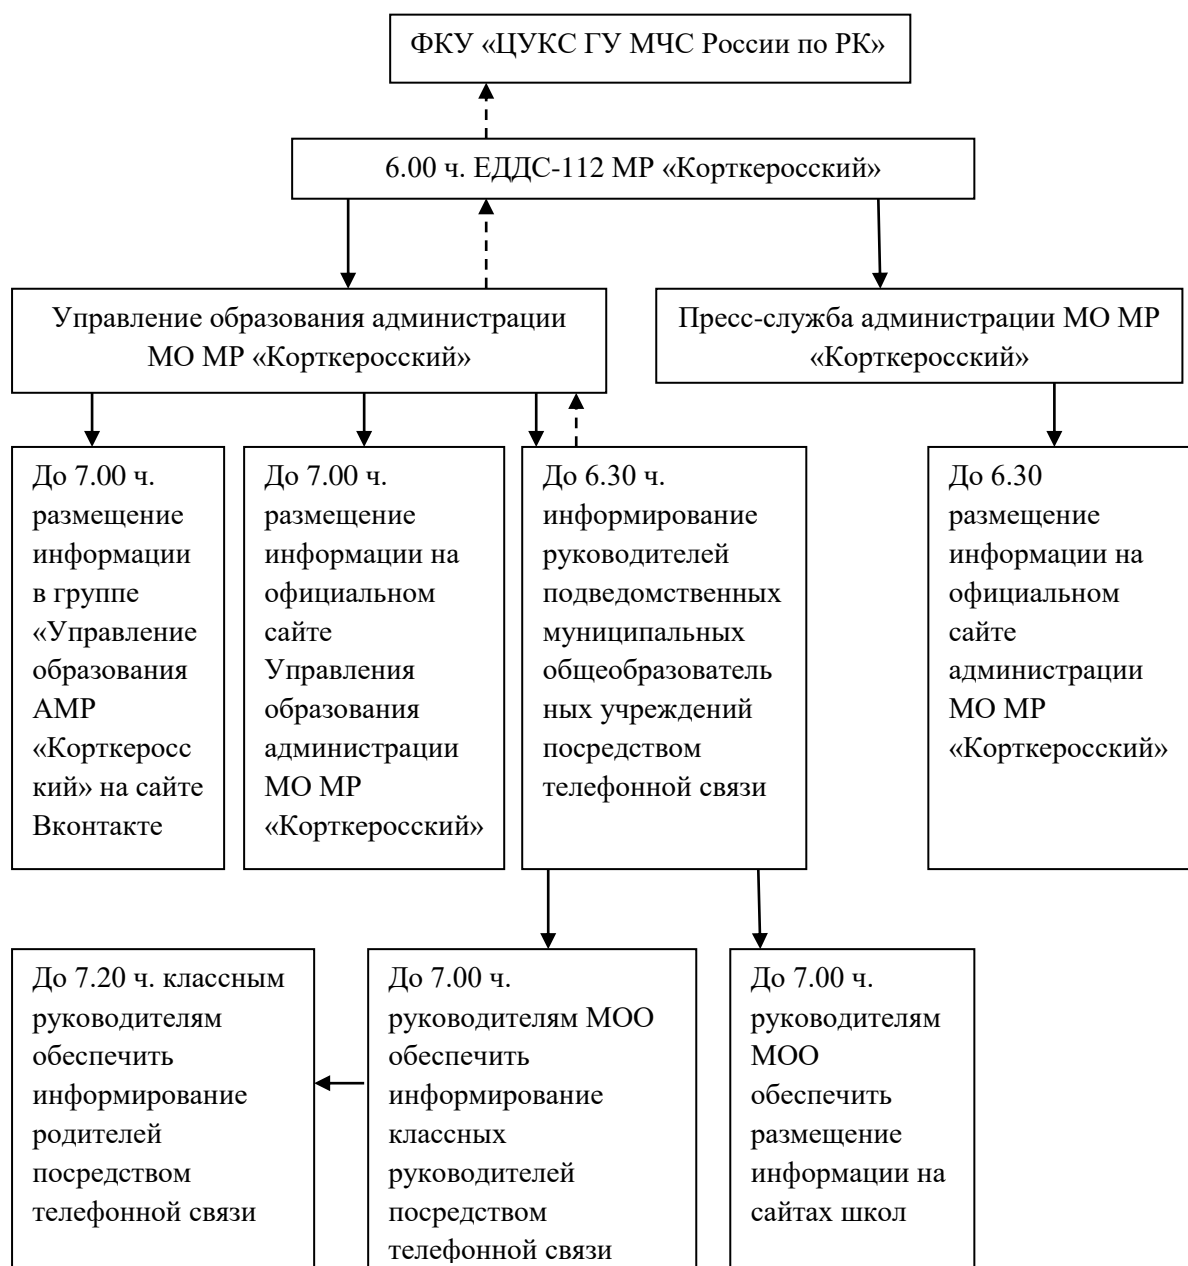 ФКУ «ЦУКС ГУ МЧС России по РК»
6.00 ч. ЕДДС-112 МР «Корткеросский»
Управление образования администрации
МО МР «Корткеросский»
Пресс-служба администрации МО МР
«Корткеросский»
До 7.00 ч.
размещение
информации
в группе
«Управление
образования
АМР
«Корткеросс
кий» на сайте
Вконтакте
До 7.00 ч.
размещение
информации на
официальном
сайте
Управления
образования
администрации
МО МР
«Корткеросский»
До 6.30 ч.
информирование
руководителей
подведомственных
муниципальных
общеобразователь
ных учреждений
посредством
телефонной связи
До 6.30
размещение
информации на
официальном
сайте
администрации
МО МР
«Корткеросский»
До 7.20 ч. классным
руководителям
обеспечить
информирование
родителей
посредством
телефонной связи
До 7.00 ч.
руководителям МОО
обеспечить
информирование
классных
руководителей
посредством
телефонной связи
До 7.00 ч.
руководителям
МОО
обеспечить
размещение
информации на
сайтах школ